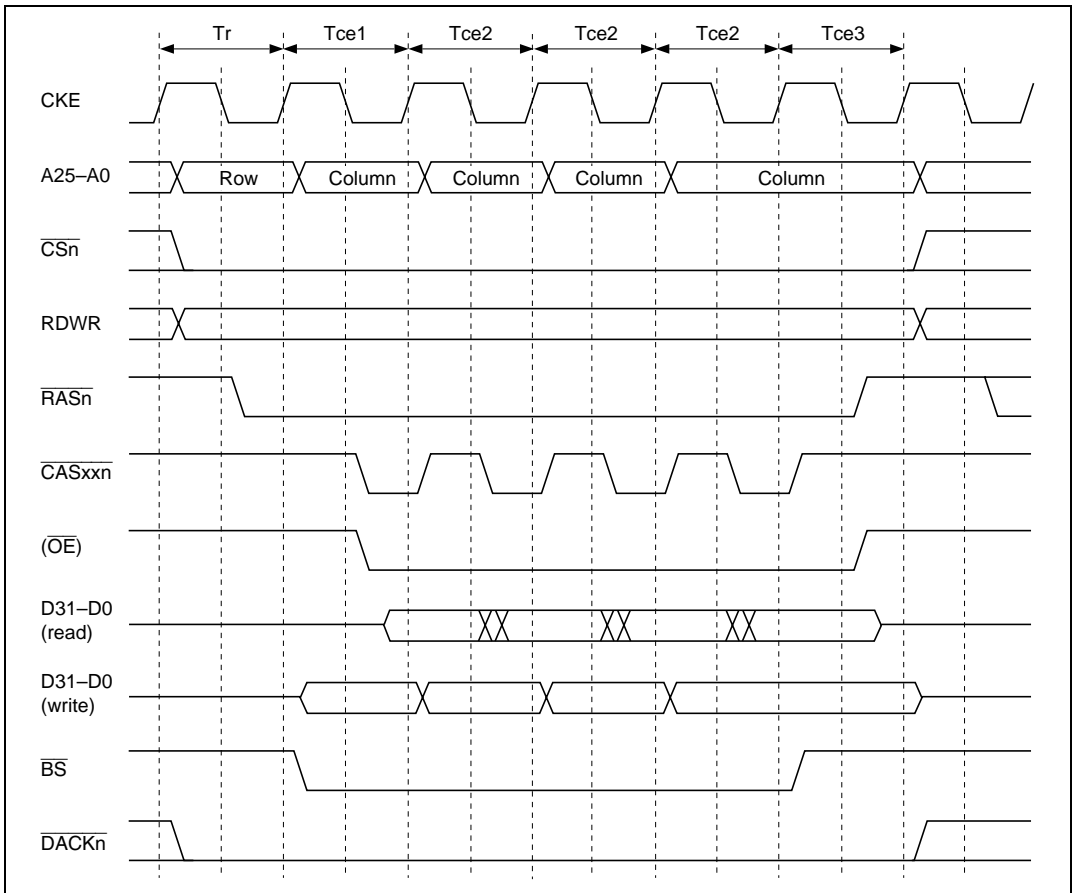 Tr Tce1 Tce2 Tce2 Tce2 Tce3
CKE
A25–A0 Row Column Column Column Column
CSn
RDWR
RASn
CASxxn
(OE)
D31–D0
(read)
D31–D0
(write)
BS
DACKn